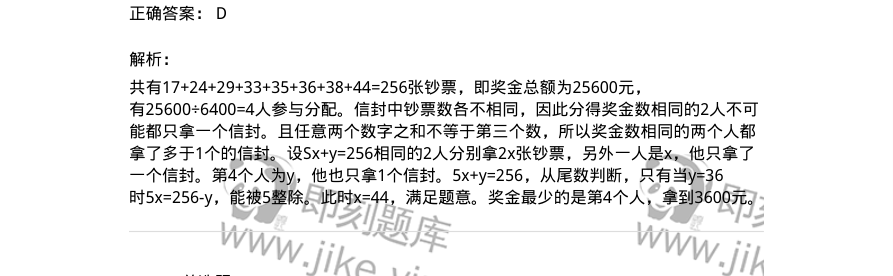 正确答案： D
解析：
共有17+24+29+33+35+36+38+44=256张钞票，即奖金总额为25600元，
有25600÷6400=4人参与分配。信封中钞票数各不相同，因此分得奖金数相同的2人不可
能都只拿一个信封。且任意两个数字之和不等于第三个数，所以奖金数相同的两个人都
拿了多于1个的信封。设Sx+y=256相同的2人分别拿2x张钞票，另外一人是x，他只拿了
一个信封。第4个人为y，他也只拿1个信封。5x+y=256，从尾数判断，只有当y=36
时5x=256-y，能被5整除。此时x=44，满足题意。奖金最少的是第4个人，拿到3600元。
即刻题库
www.jike
即刻
www.jik